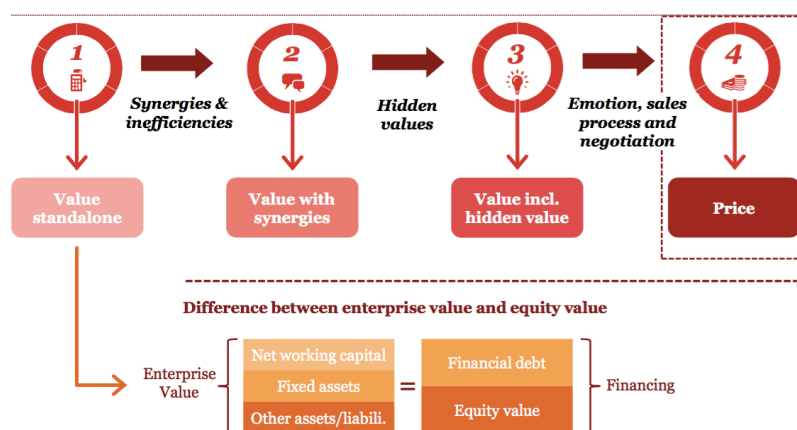 1
2
3
4
Synergies &
inefficiencies
Hidden
values
Emotion, sales
process and
negotiation
Value
standalone
Value with
synergies
Value incl.
hidden value
Price
Difference between enterprise value and equity value
Enterprise
Value
Net working capital
Fixed assets
Other assets/liabili.
=
Financial debt
Equity value
Financing